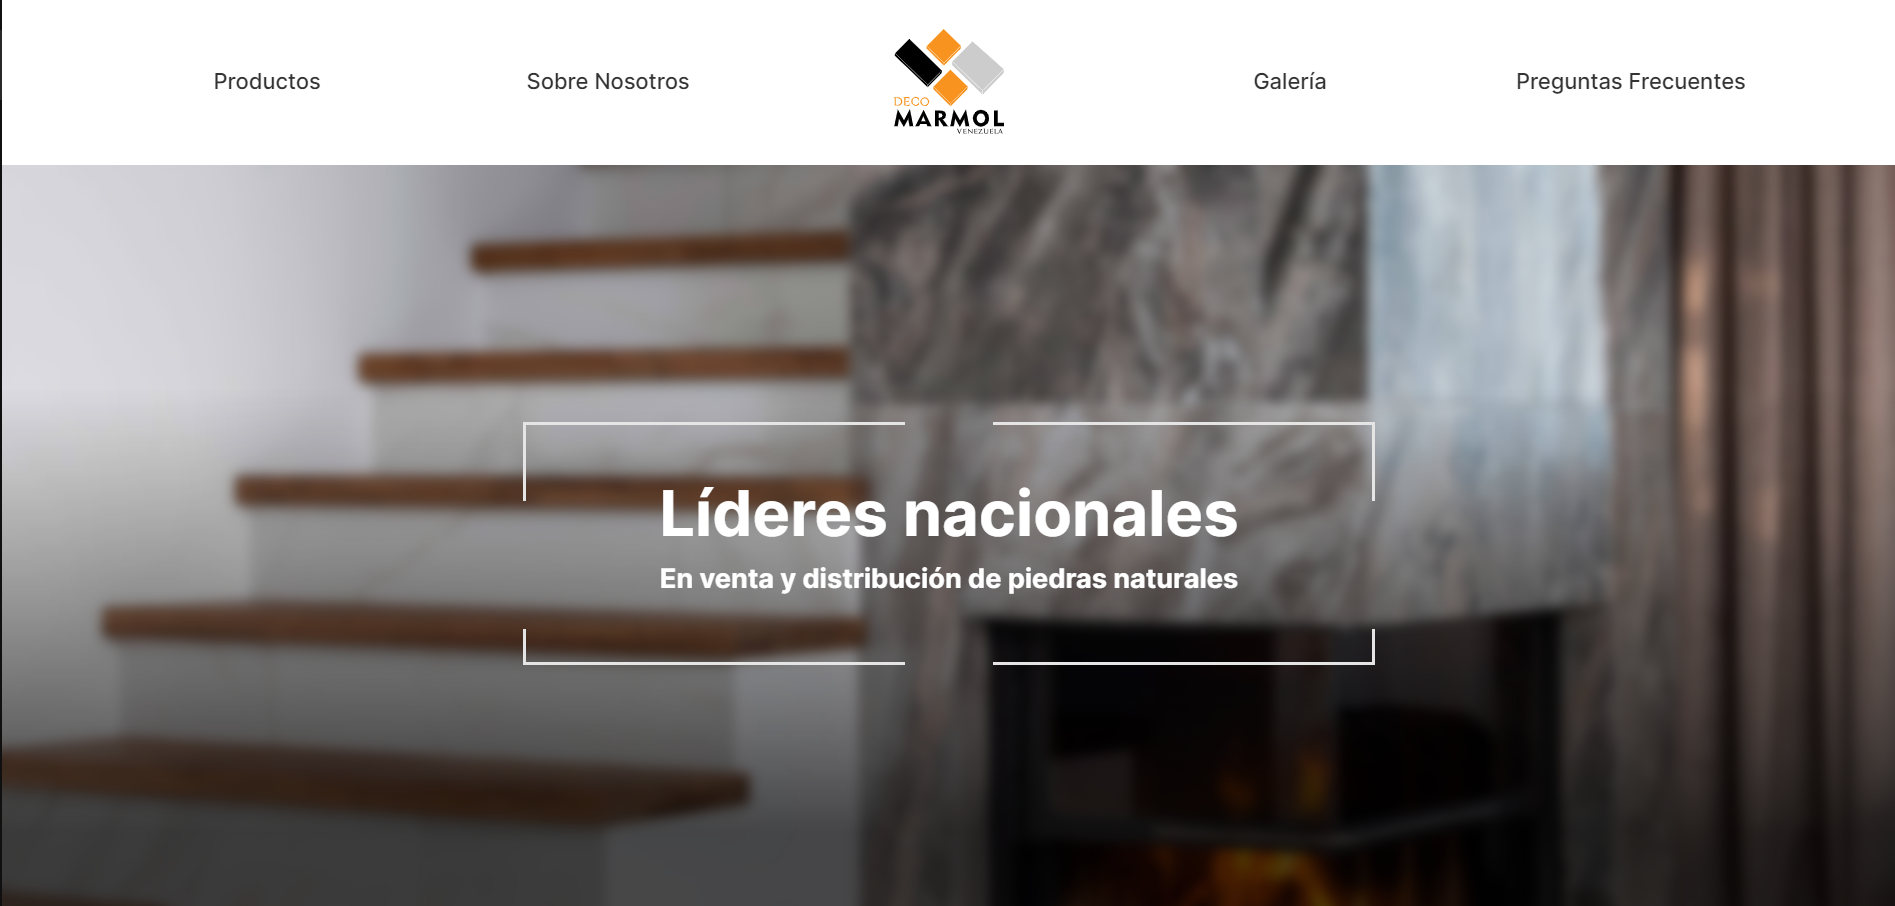 Productos
Sobre Nosotros
DECO
MARMOL
VENEZUELA
Galería
Preguntas Frecuentes
Líderes nacionales
En venta y distribución de piedras naturales